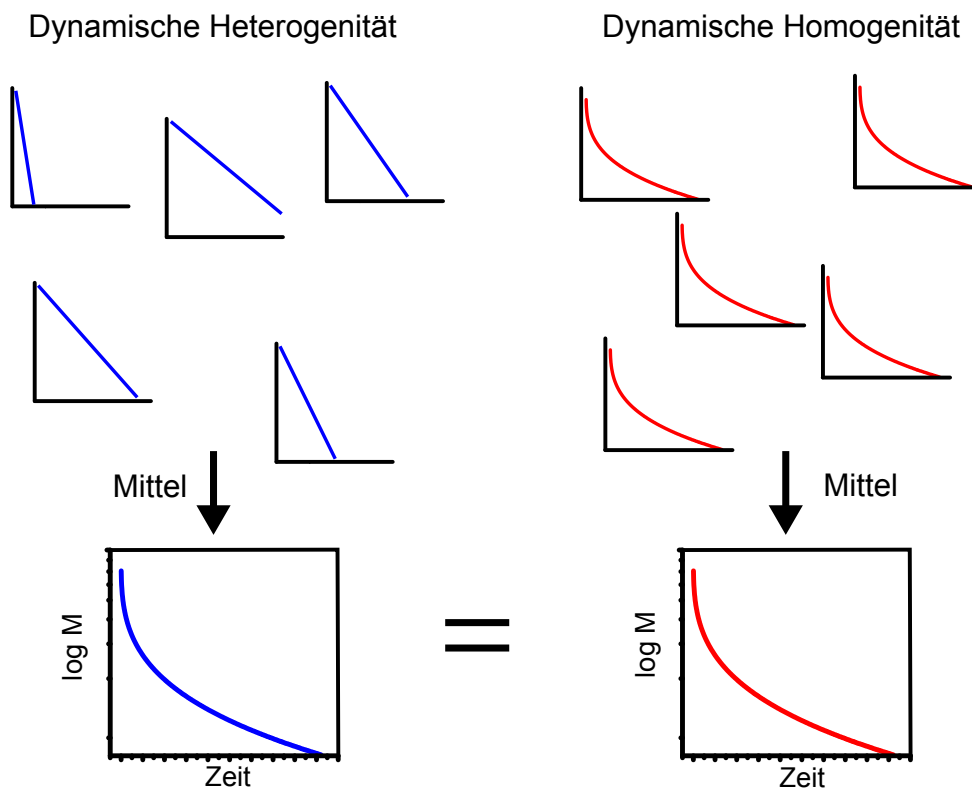 Dynamische Heterogenität
Dynamische Homogenität
Mittel
Mittel
log M
Zeit
=
log M
Zeit